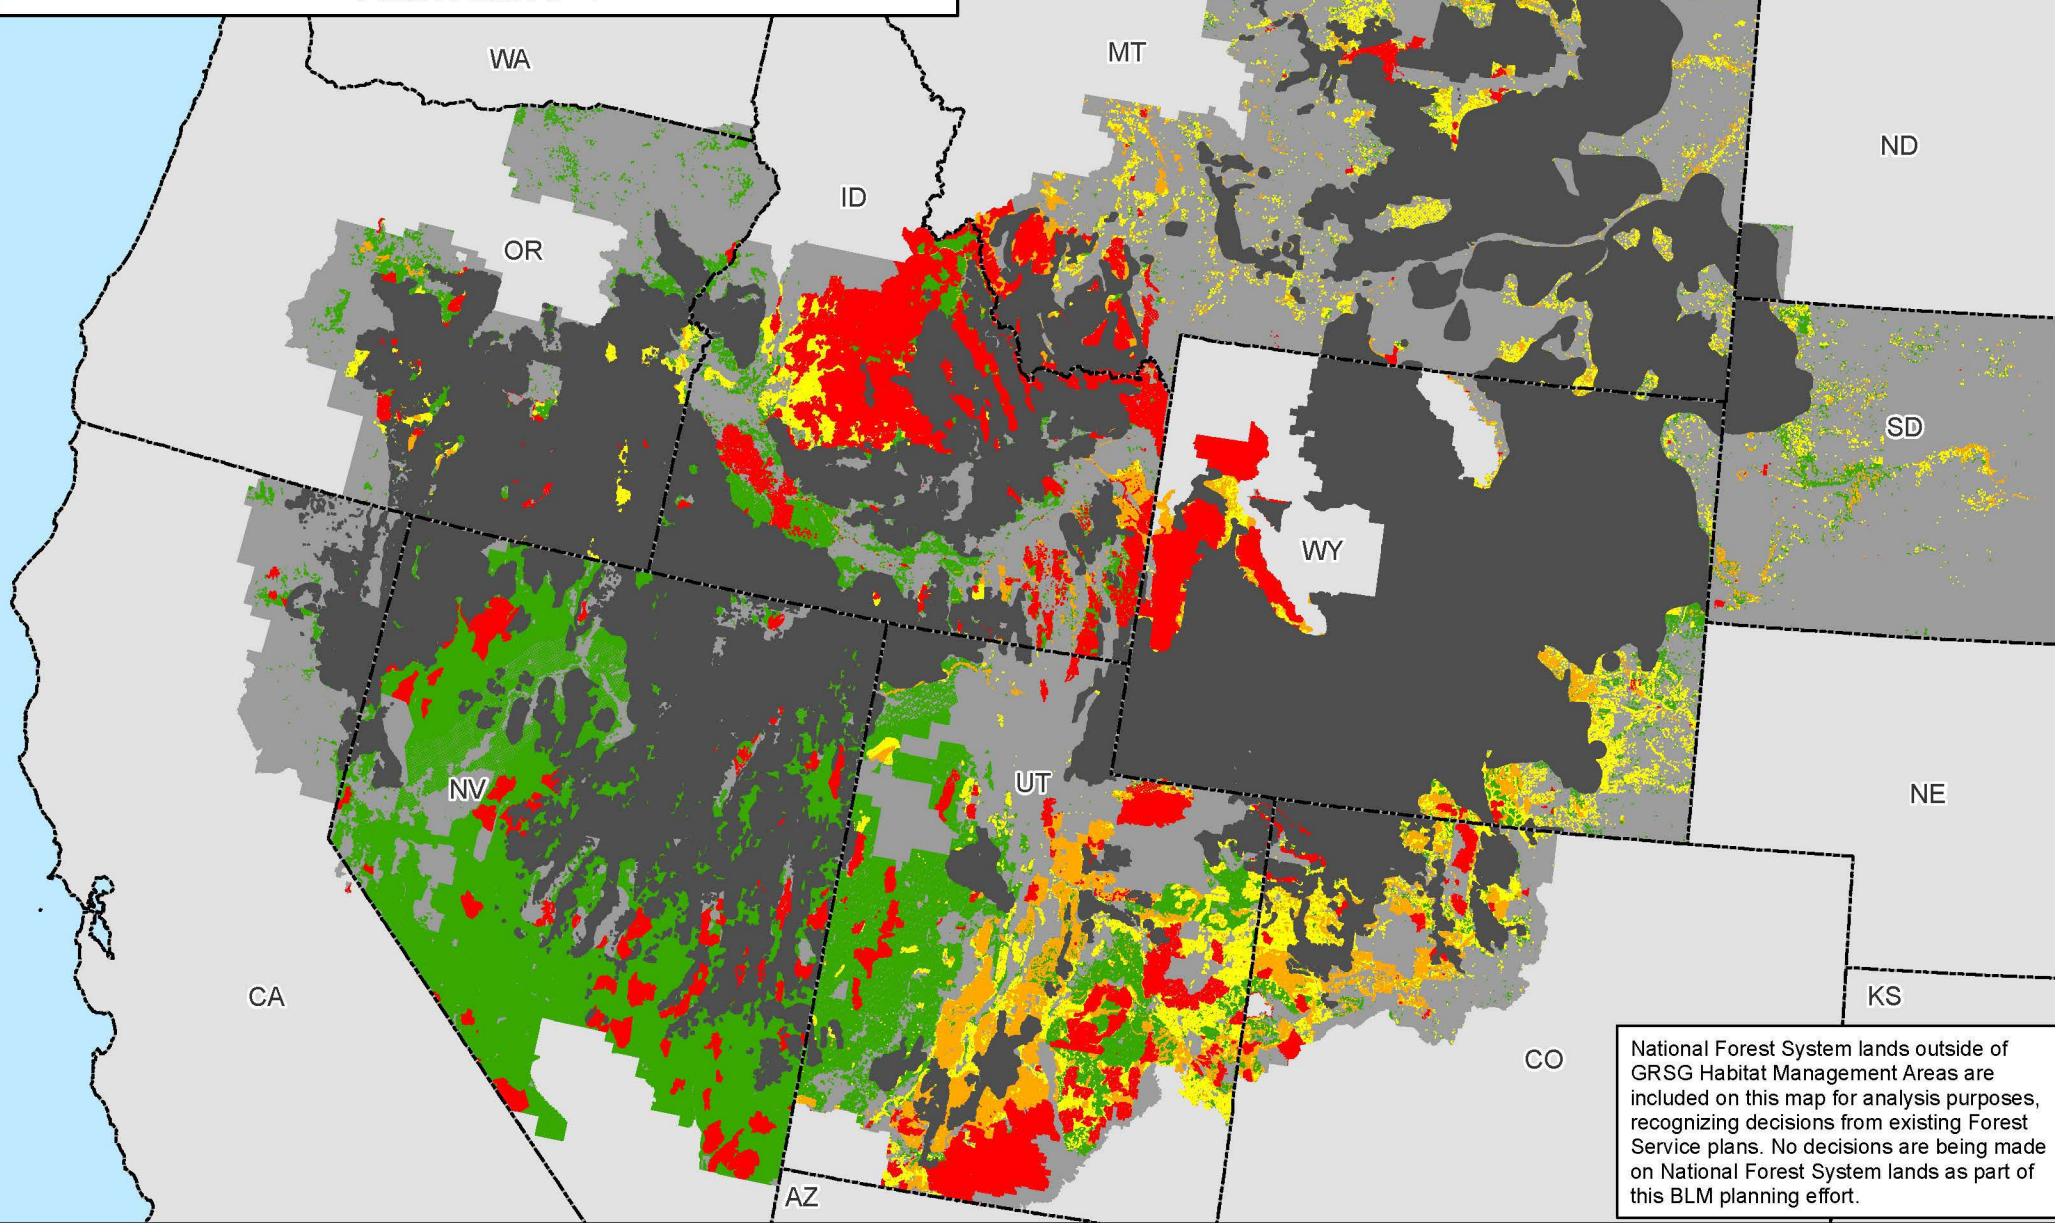 WA
MT
ND
ID
OR
SD
WY
NV
UT
NE
CA
KS
CO
AZ
National Forest System lands outside of
GRSG Habitat Management Areas are
included on this map for analysis purposes,
recognizing decisions from existing Forest
Service plans. No decisions are being made
on National Forest System lands as part of
this BLM planning effort.